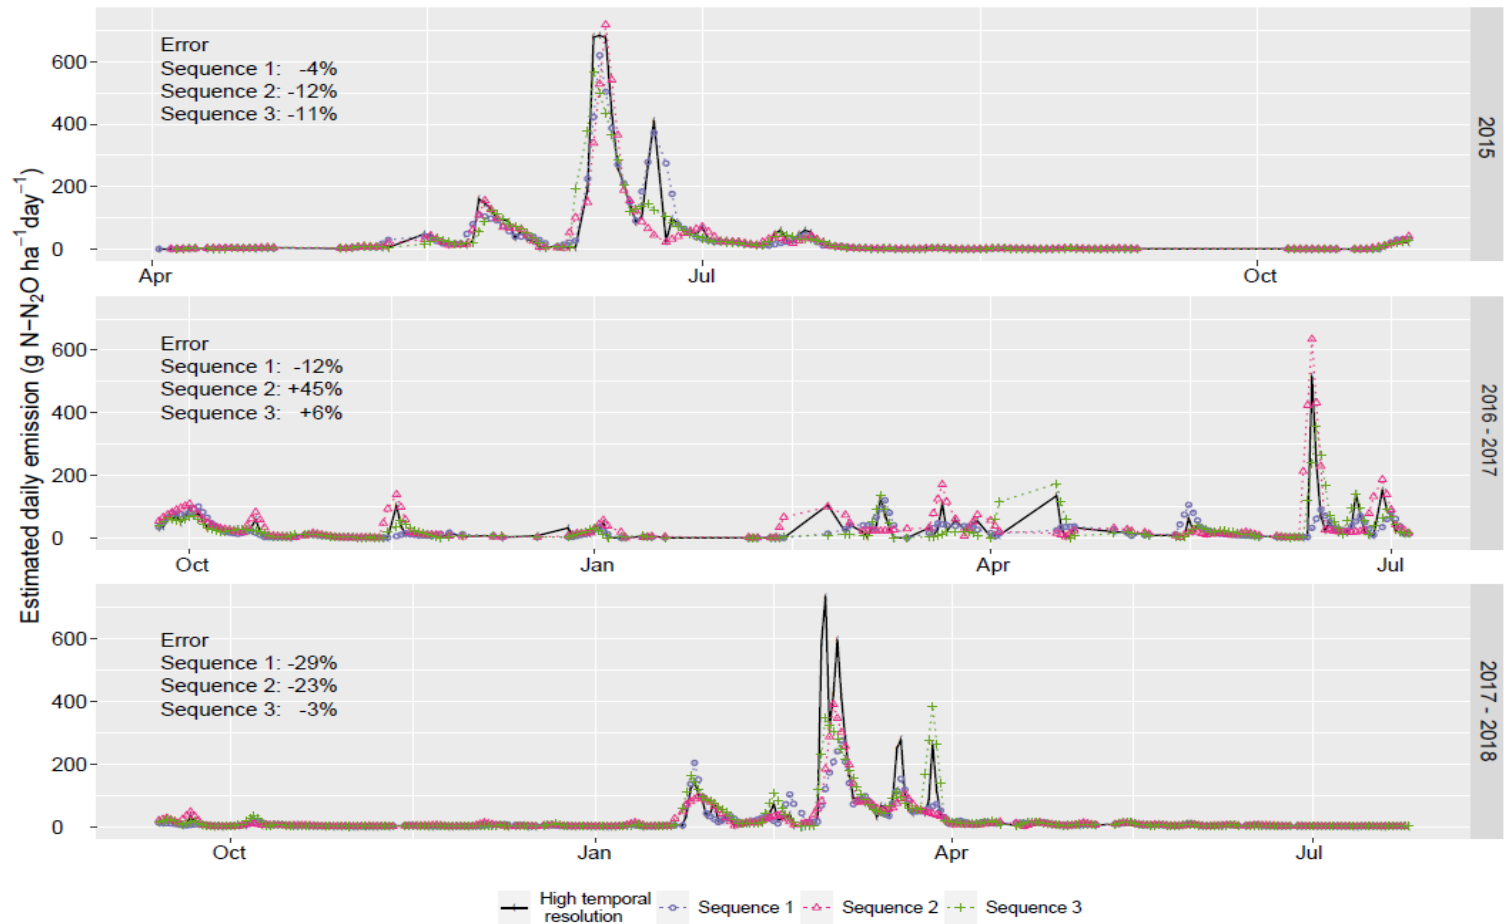 Estimated daily emission (g N−N₂O ha⁻¹day⁻¹)
600
400
200
0
Error
Sequence 1: -4%
Sequence 2: -12%
Sequence 3: -11%
2015
Apr
Jul
Oct
600
400
200
0
Error
Sequence 1: -12%
Sequence 2: +45%
Sequence 3: +6%
2016 - 2017
Oct
Jan
Apr
Jul
600
400
200
0
Error
Sequence 1: -29%
Sequence 2: -23%
Sequence 3: -3%
2017 - 2018
Oct
Jan
Apr
Jul
High temporal
resolution
Sequence 1
Sequence 2
Sequence 3